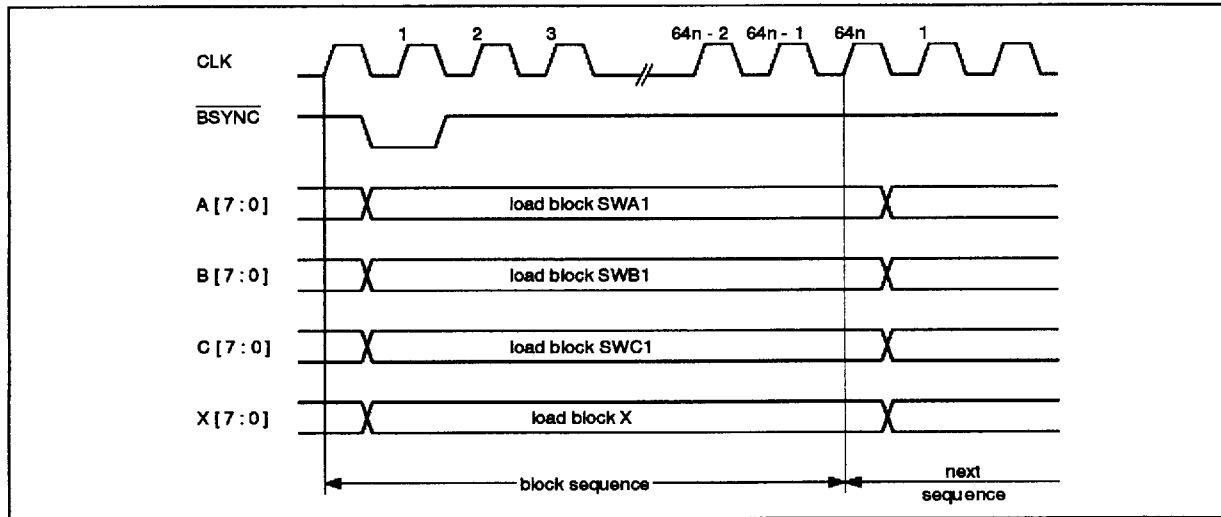 1 2 3 64n - 2 64n - 1 64n 1
CLK
BSYNC
A [ 7 : 0 ] load block SWA1
B [ 7 : 0 ] load block SWB1
C [ 7 : 0 ] load block SWC1
X [ 7 : 0 ] load block X
block sequence next
sequence